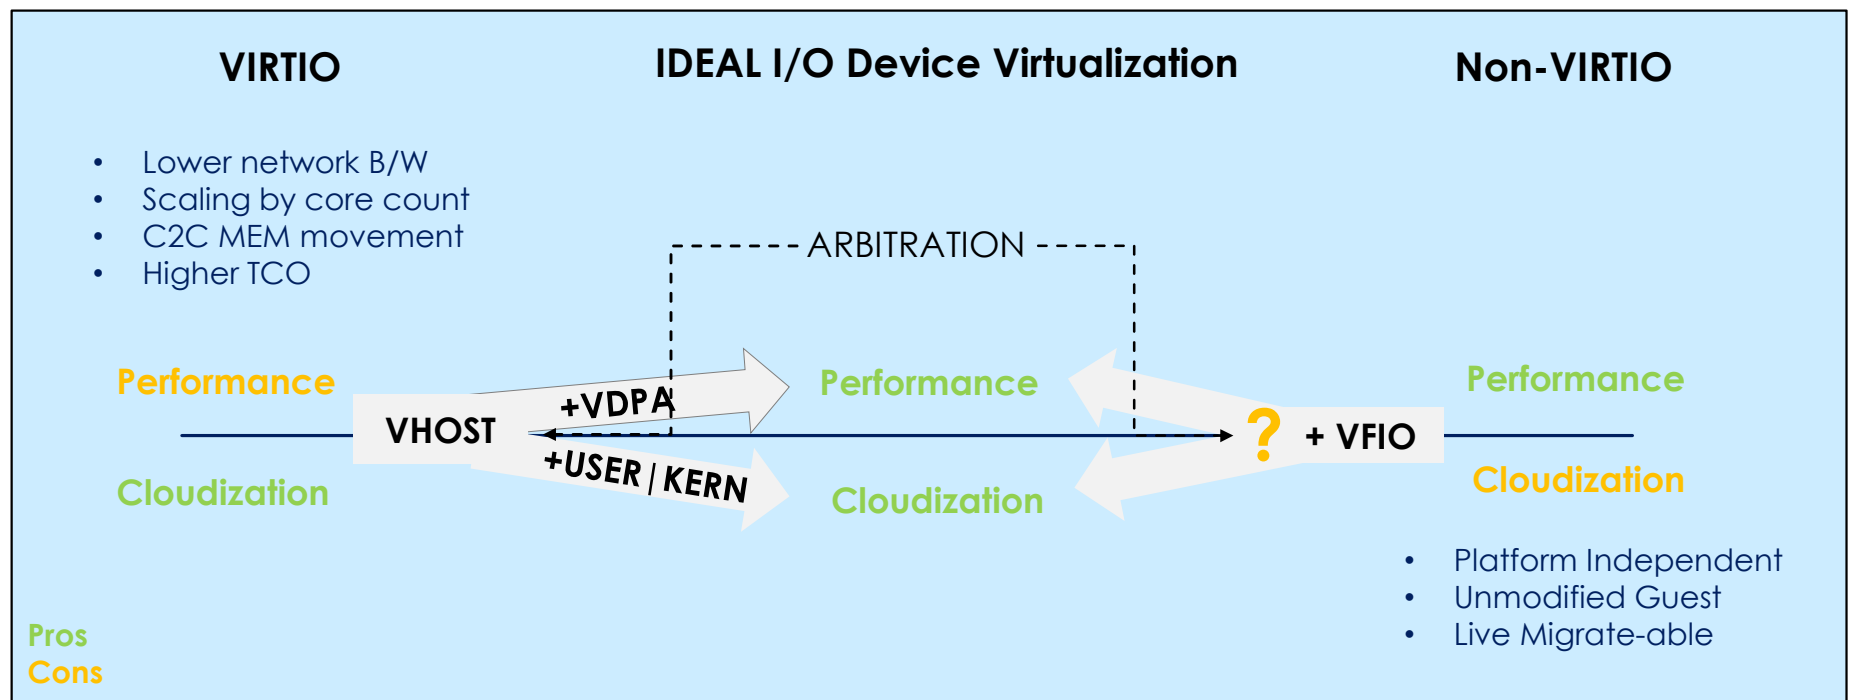 VIRTIO
IDEAL I/O Device Virtualization
Non-VIRTIO
• Lower network B/W
• Scaling by core count
• C2C MEM movement
• Higher TCO
ARBITRATION
Performance
+VDPA
Performance
Performance
VHOST
? + VFIO
Cloudization
+USER|KERN
Cloudization
Cloudization
• Platform Independent
• Unmodified Guest
• Live Migrate-able
Pros
Cons